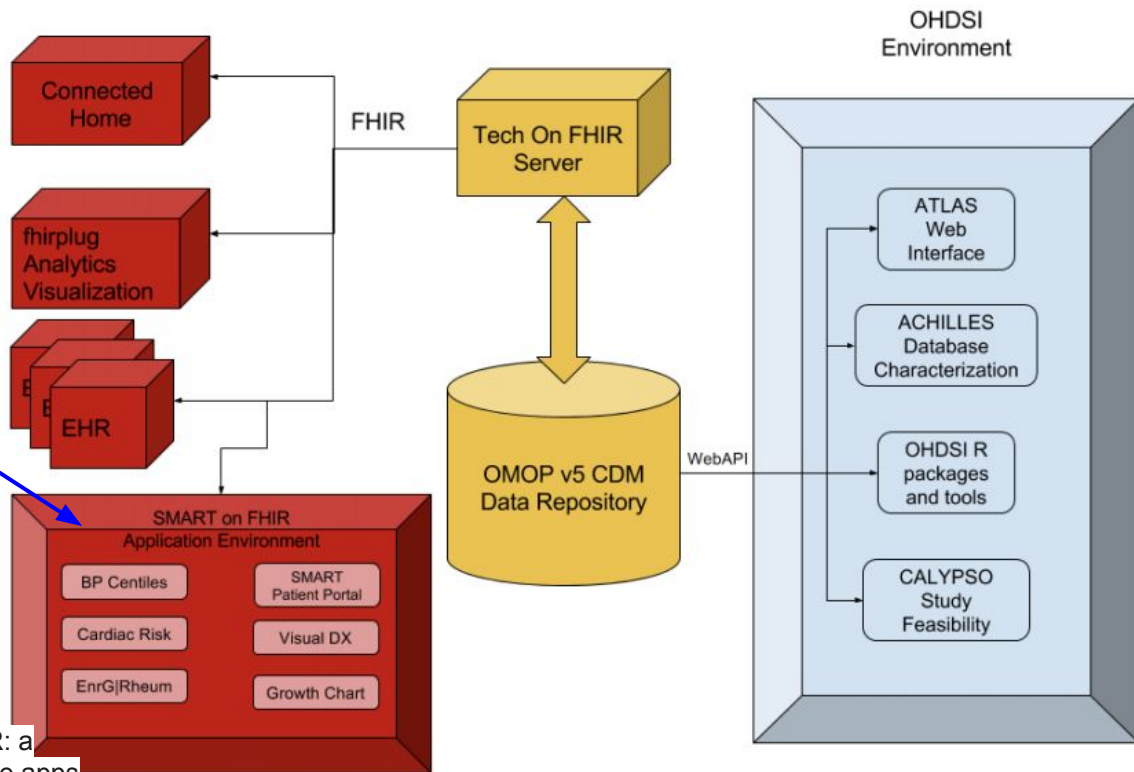 OHDSI
Environment
Connected
Home
FHIR
Tech On FHIR
Server
fhirplug
Analytics
Visualization
E
E
EHR
OMOP v5 CDM
Data Repository
WebAPI
ATLAS
Web
Interface
ACHILLES
Database
Characterization
OHDSI R
packages
and tools
CALYPSO
Study
Feasibility
SMART on FHIR
Application Environment
BP Centiles
SMART
Patient Portal
Cardiac Risk
Visual DX
EnrG|Rheum
Growth Chart
: a
apps